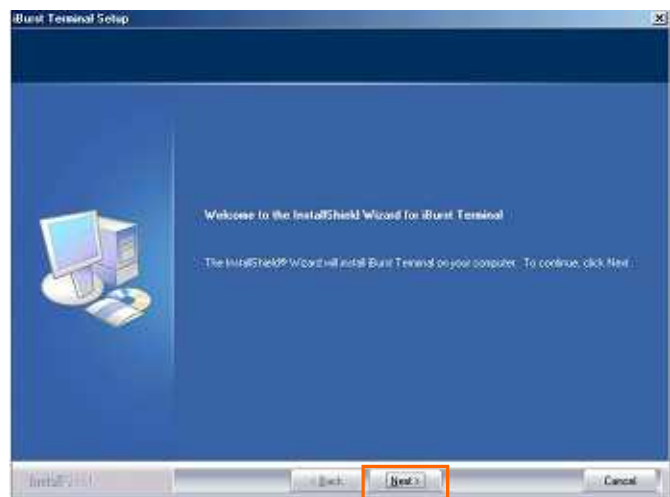 iBurst Terminal Setup
Welcome to the InstallShield Wizard for iBurst Terminal
The InstallShield® Wizard will install iBurst Terminal on your computer. To continue, click Next
< Back
Next >
Cancel
InstallShield